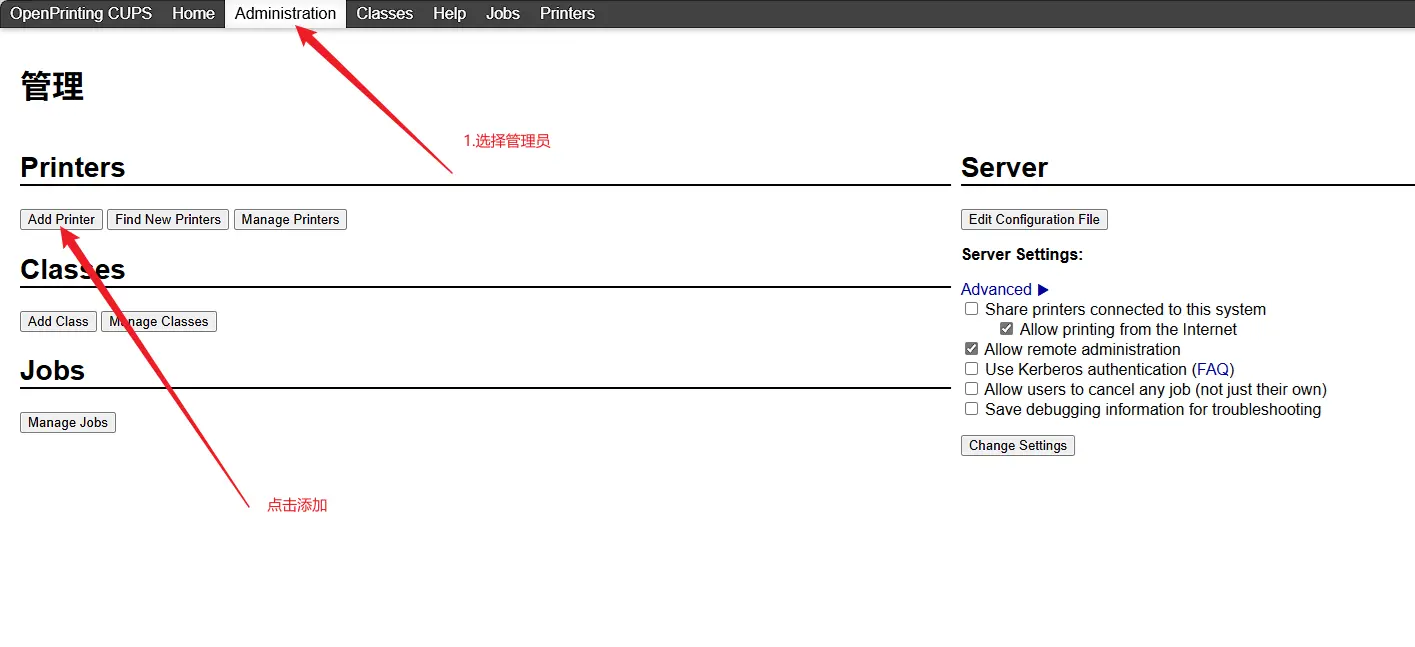 OpenPrinting CUPS Home Administration Classes Help Jobs Printers
管理
1.选择管理员
Printers
Add Printer Find New Printers Manage Printers
Classes
Add Class Manage Classes
Jobs
Manage Jobs
点击添加
Server
Edit Configuration File
Server Settings:
Advanced ▶
Share printers connected to this system
Allow printing from the Internet
Allow remote administration
Use Kerberos authentication (FAQ)
Allow users to cancel any job (not just their own)
Save debugging information for troubleshooting
Change Settings